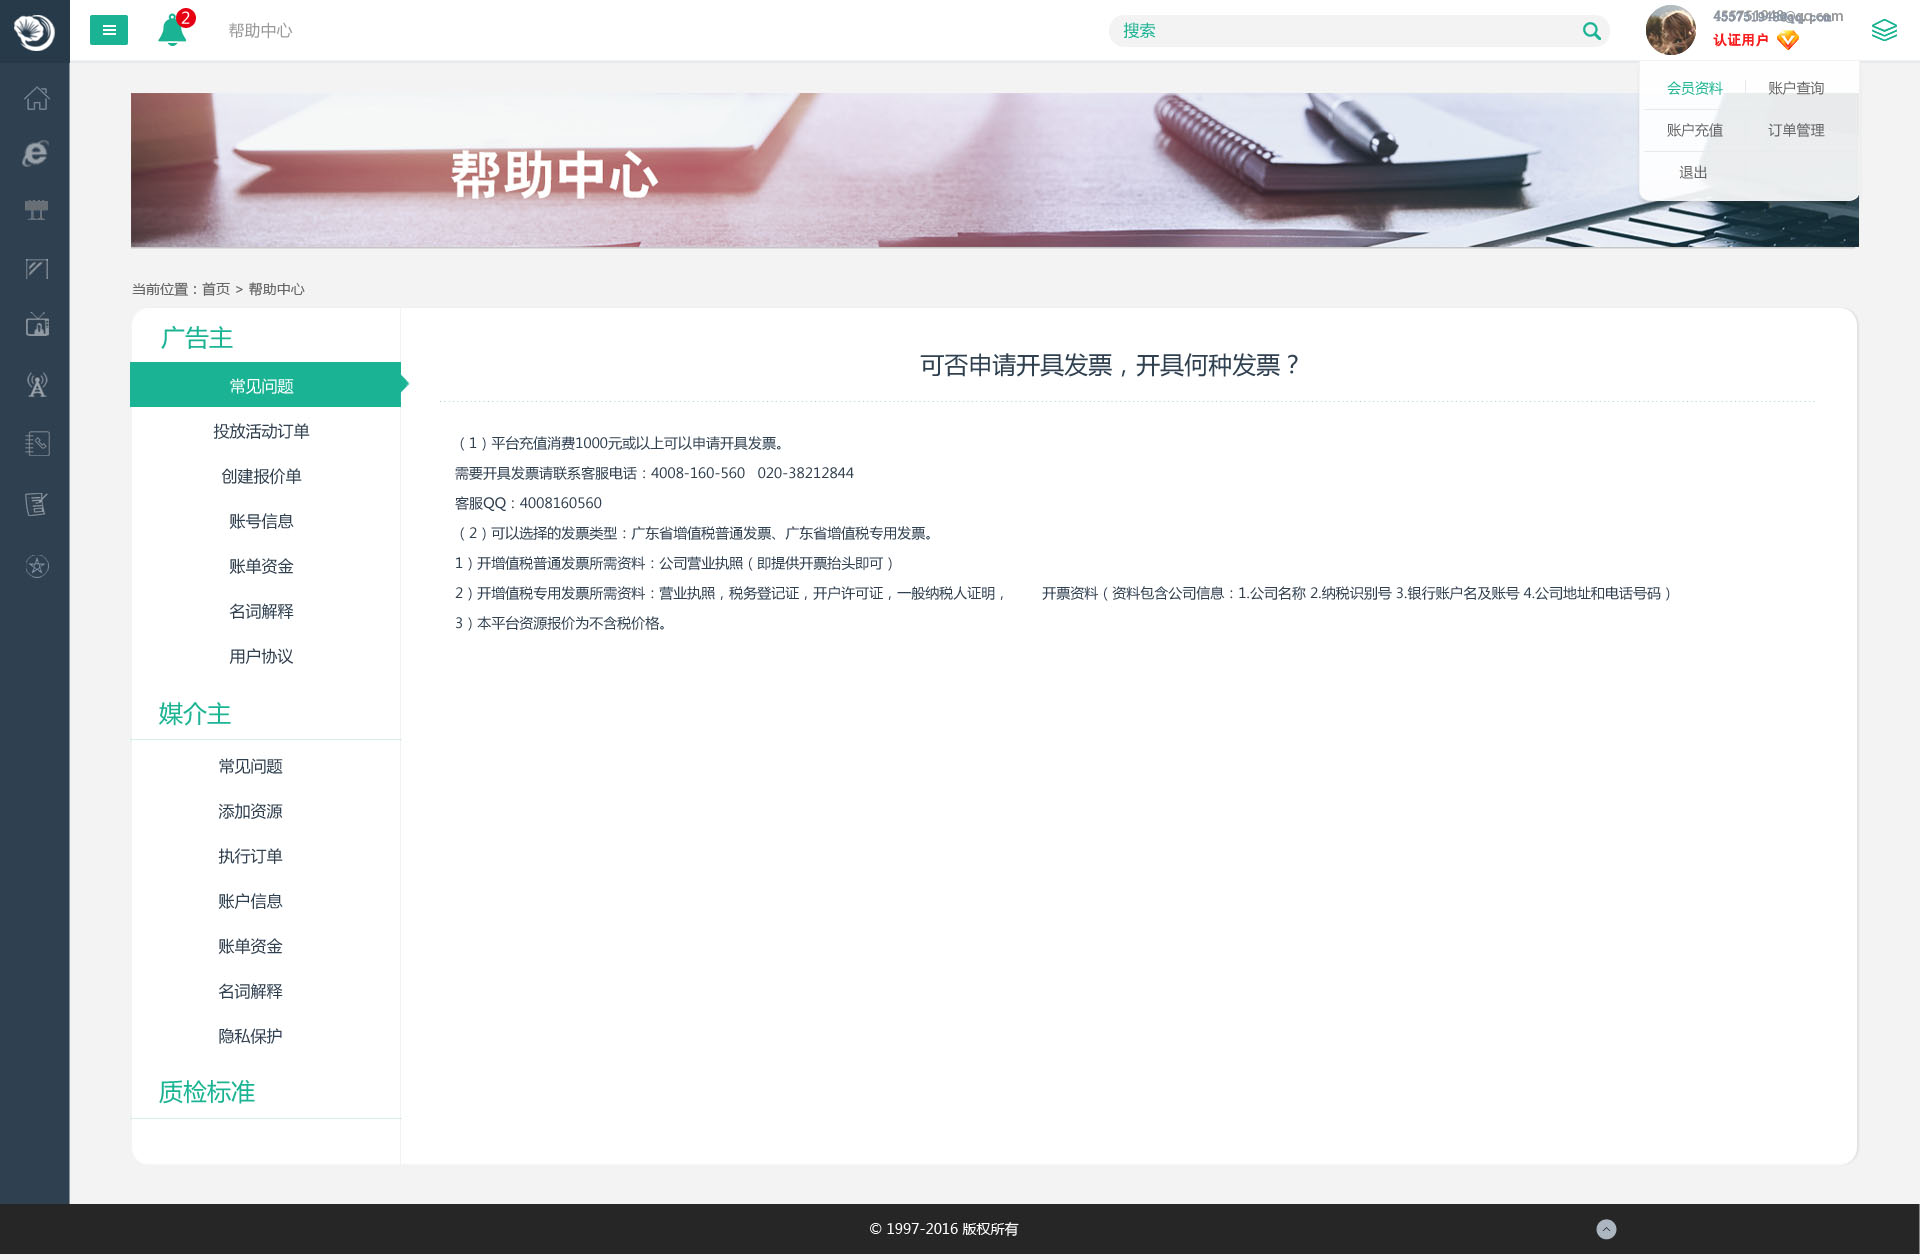 2
帮助中心
搜索
认证用户
会员资料
账户查询
账户充值
订单管理
退出
帮助中心
当前位置：首页 > 帮助中心
广告主
常见问题
投放活动订单
创建报价单
账号信息
账单资金
名词解释
用户协议
媒介主
常见问题
添加资源
执行订单
账户信息
账单资金
名词解释
隐私保护
质检标准
可否申请开具发票，开具何种发票？
（1）平台充值消费1000元或以上可以申请开具发票。
需要开具发票请联系客服电话：4008-160-560 020-38212844
客服QQ：4008160560
（2）可以选择的发票类型：广东省增值税普通发票、广东省增值税专用发票。
1）开增值税普通发票所需资料：公司营业执照（即提供开票抬头即可）
2）开增值税专用发票所需资料：营业执照，税务登记证，开户许可证，一般纳税人证明， 开票资料（资料包含公司信息：1.公司名称 2.纳税识别号 3.银行账户名及账号 4.公司地址和电话号码）
3）本平台资源报价为不含税价格。
© 1997-2016 版权所有